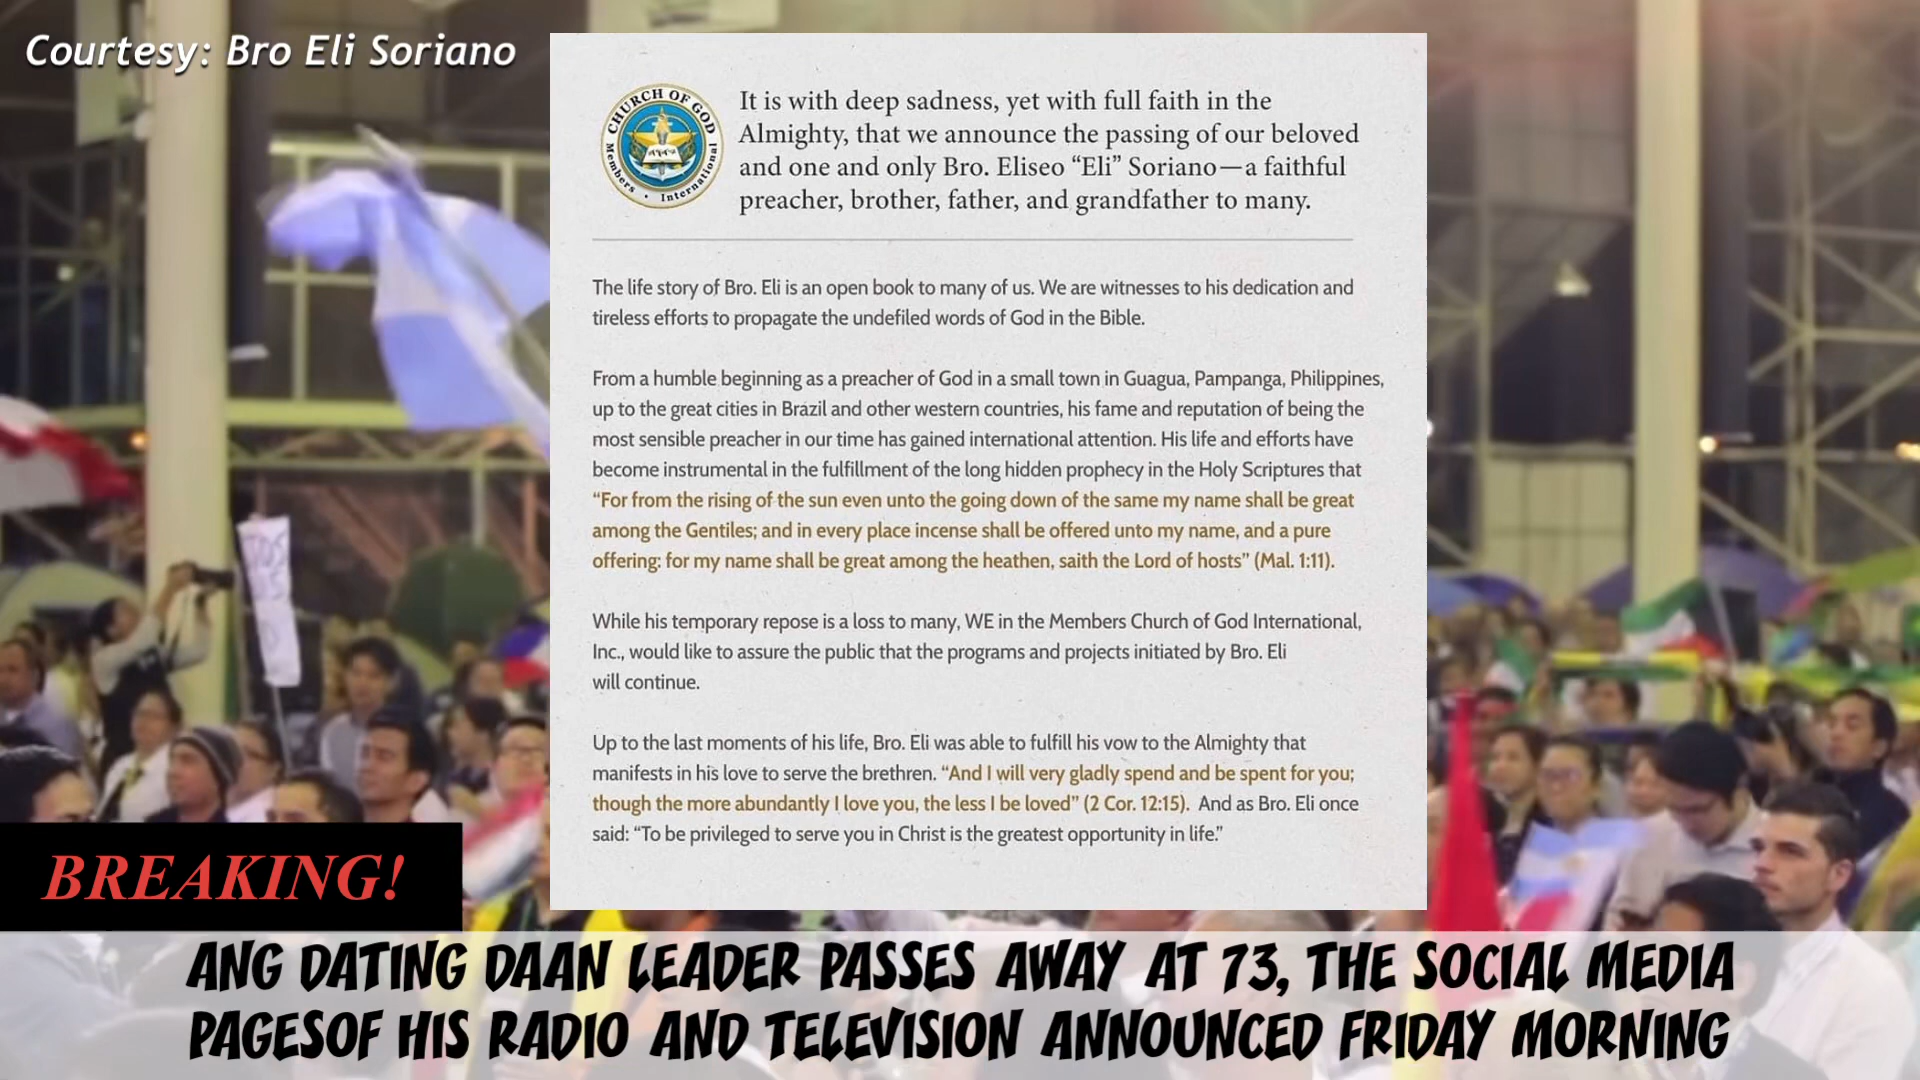 Courtesy: Bro Eli Soriano
CHURCH OF GOD
Members • International
It is with deep sadness, yet with full faith in the
Almighty, that we announce the passing of our beloved
and one and only Bro. Eliseo “Eli” Soriano—a faithful
preacher, brother, father, and grandfather to many.
The life story of Bro. Eli is an open book to many of us. We are witnesses to his dedication and
tireless efforts to propagate the undefiled words of God in the Bible.
From a humble beginning as a preacher of God in a small town in Guagua, Pampanga, Philippines,
up to the great cities in Brazil and other western countries, his fame and reputation of being the
most sensible preacher in our time has gained international attention. His life and efforts have
become instrumental in the fulfillment of the long hidden prophecy in the Holy Scriptures that
“For from the rising of the sun even unto the going down of the same my name shall be great
among the Gentiles; and in every place incense shall be offered unto my name, and a pure
offering: for my name shall be great among the heathen, saith the Lord of hosts” (Mal. 1:11).
While his temporary repose is a loss to many, WE in the Members Church of God International,
Inc., would like to assure the public that the programs and projects initiated by Bro. Eli
will continue.
Up to the last moments of his life, Bro. Eli was able to fulfill his vow to the Almighty that
manifests in his love to serve the brethren. “And I will very gladly spend and be spent for you;
though the more abundantly I love you, the less I be loved” (2 Cor. 12:15). And as Bro. Eli once
said: “To be privileged to serve you in Christ is the greatest opportunity in life.”
BREAKING!
ANG DATING DAAN LEADER PASSES AWAY AT 73, THE SOCIAL MEDIA
PAGESOF HIS RADIO AND TELEVISION ANNOUNCED FRIDAY MORNING